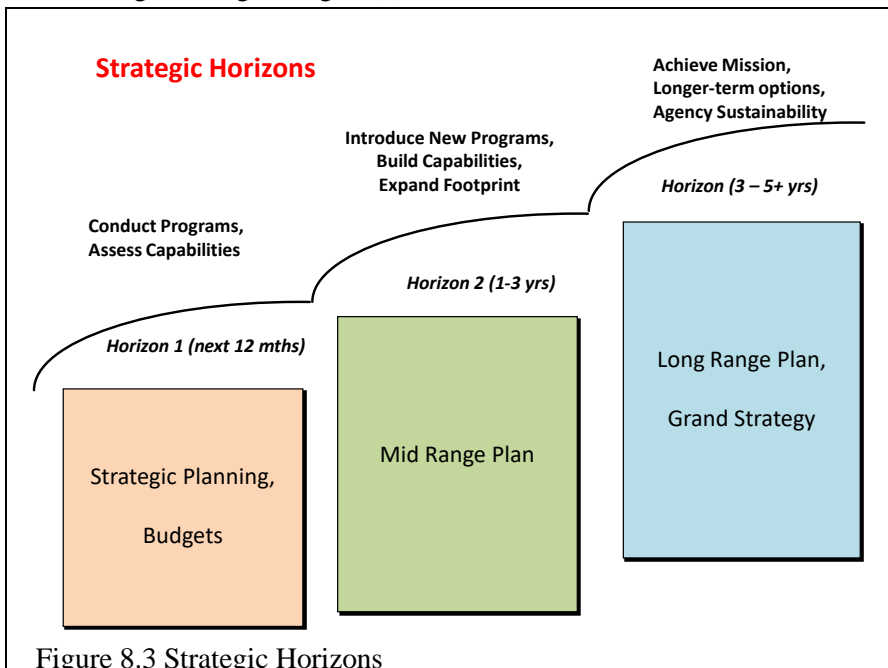 Strategic Horizons
Achieve Mission,
Longer-term options,
Agency Sustainability
Introduce New Programs,
Build Capabilities,
Expand Footprint
Horizon (3 – 5+ yrs)
Conduct Programs,
Assess Capabilities
Horizon 2 (1-3 yrs)
Horizon 1 (next 12 mths)
Long Range Plan,
Grand Strategy
Mid Range Plan
Strategic Planning,
Budgets
Figure 8.3 Strategic Horizons